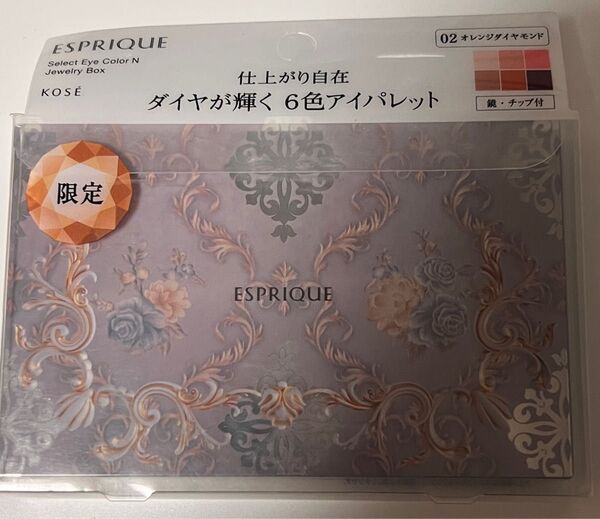 ESPRIQUE
Select Eye Color N
Jewelry Box
KOSÉ
02 オレンジダイヤモンド
仕上がり自在
ダイヤが輝く 6色アイパレット
鏡・チップ付
限定
ESPRIQUE